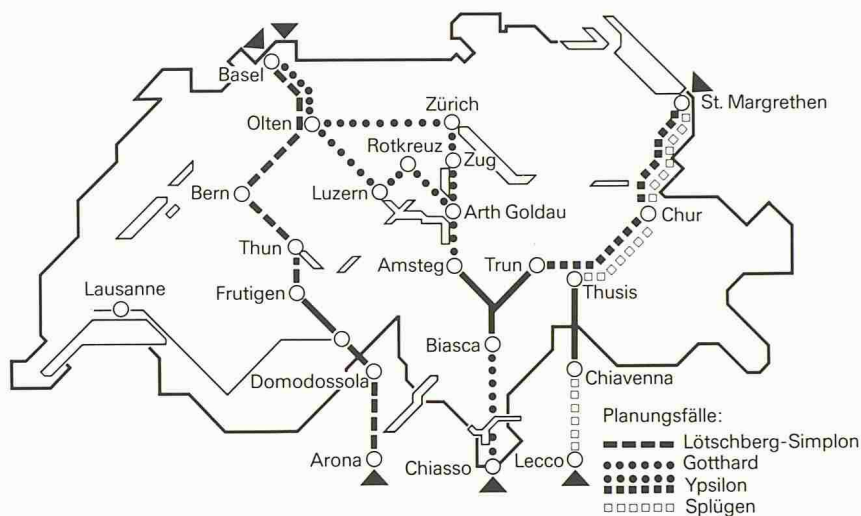 Basel
St. Margrethen
Olten
Zürich
Rotkreuz
Zug
Bern
Luzern
Arth Goldau
Chur
Thun
Amsteg
Trun
Thusis
Lausanne
Frutigen
Biasca
Domodossola
Chiavenna
Arona
Chiasso
Lecco
Planungsfälle:
Lötschberg-Simplon
Gotthard
Ypsilon
Splügen